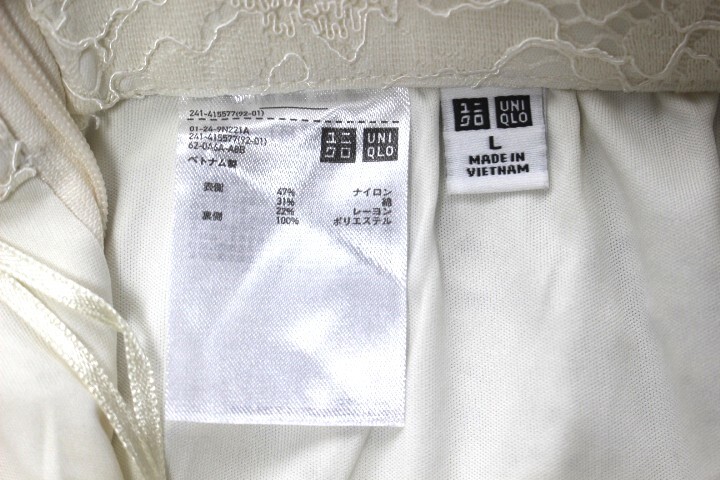 241-415577(92-01)
01-24-9N221A
241-415577(92-01)
62-046A-A8B
ベトナム製
ユニ
クロ
UNI
QLO
表側 47% ナイロン
31% 綿
22% レーヨン
裏側 100% ポリエステル
ユニ
クロ
UNI
QLO
L
MADE IN
VIETNAM